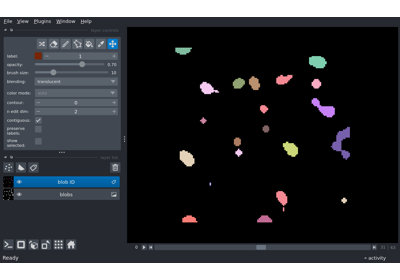 File View Plugins Window Help
label: 1
opacity: 0.70
brush size: 10
blending: translucent
color mode:
contour: 0
n edit dim: 2
contiguous:
preserve labels:
show selected:
blob ID
blobs
0
Ready
activity